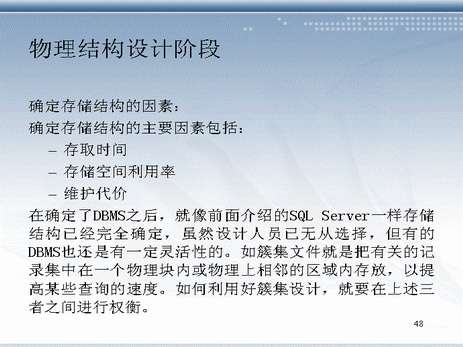 物理结构设计阶段
确定存储结构的因素：
确定存储结构的主要因素包括：
– 存取时间
– 存储空间利用率
– 维护代价
在确定了DBMS之后，就像前面介绍的SQL Server一样存储
结构已经完全确定，虽然设计人员已无从选择，但有的
DBMS也还是有一定灵活性的。如簇集文件就是把有关的记
录集中在一个物理块内或物理上相邻的区域内存放，以提
高某些查询的速度。如何利用好簇集设计，就要在上述三
者之间进行权衡。
48